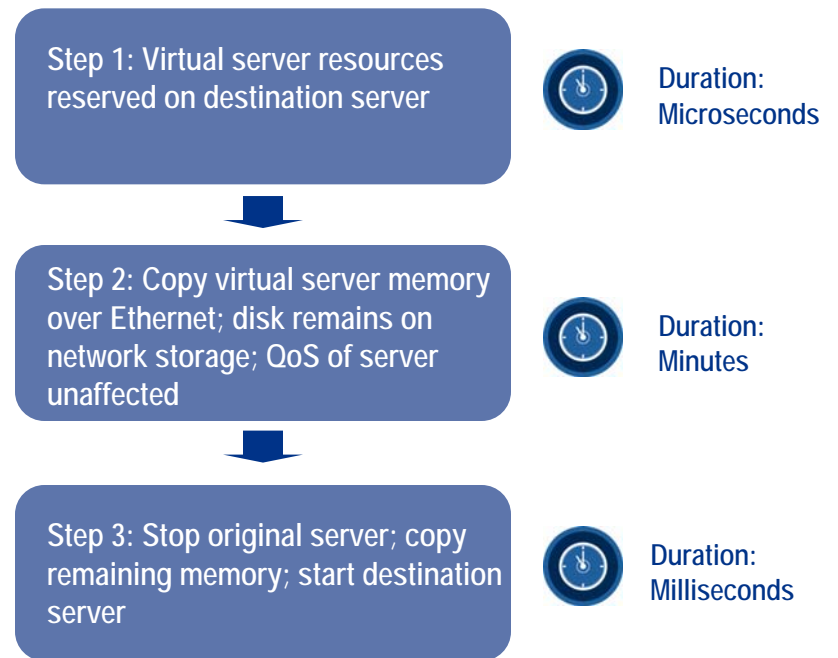 Step 1: Virtual server resources
reserved on destination server
Duration:
Microseconds
Step 2: Copy virtual server memory
over Ethernet; disk remains on
network storage; QoS of server
unaffected
Duration:
Minutes
Step 3: Stop original server; copy
remaining memory; start destination
server
Duration:
Milliseconds